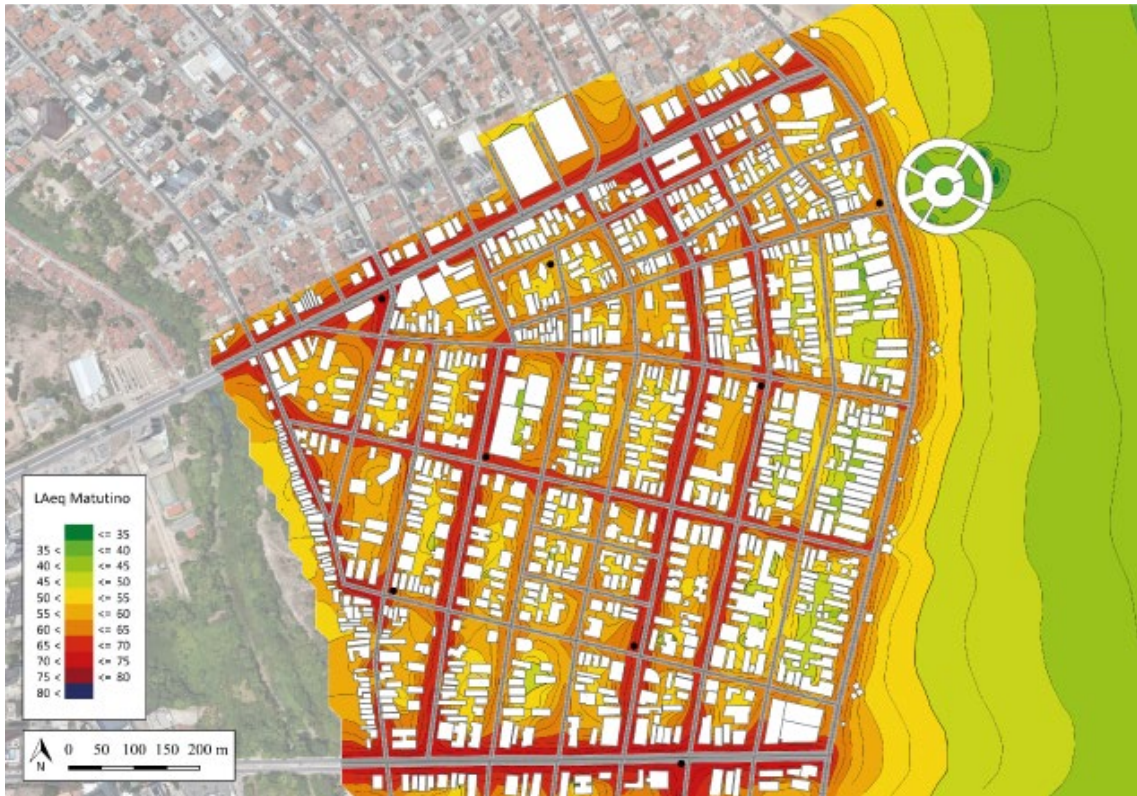 LAeq Matutino
<= 35
35 < <= 40
40 < <= 45
45 < <= 50
50 < <= 55
55 < <= 60
60 < <= 65
65 < <= 70
70 < <= 75
75 < <= 80
80 <
0 50 100 150 200 m
N